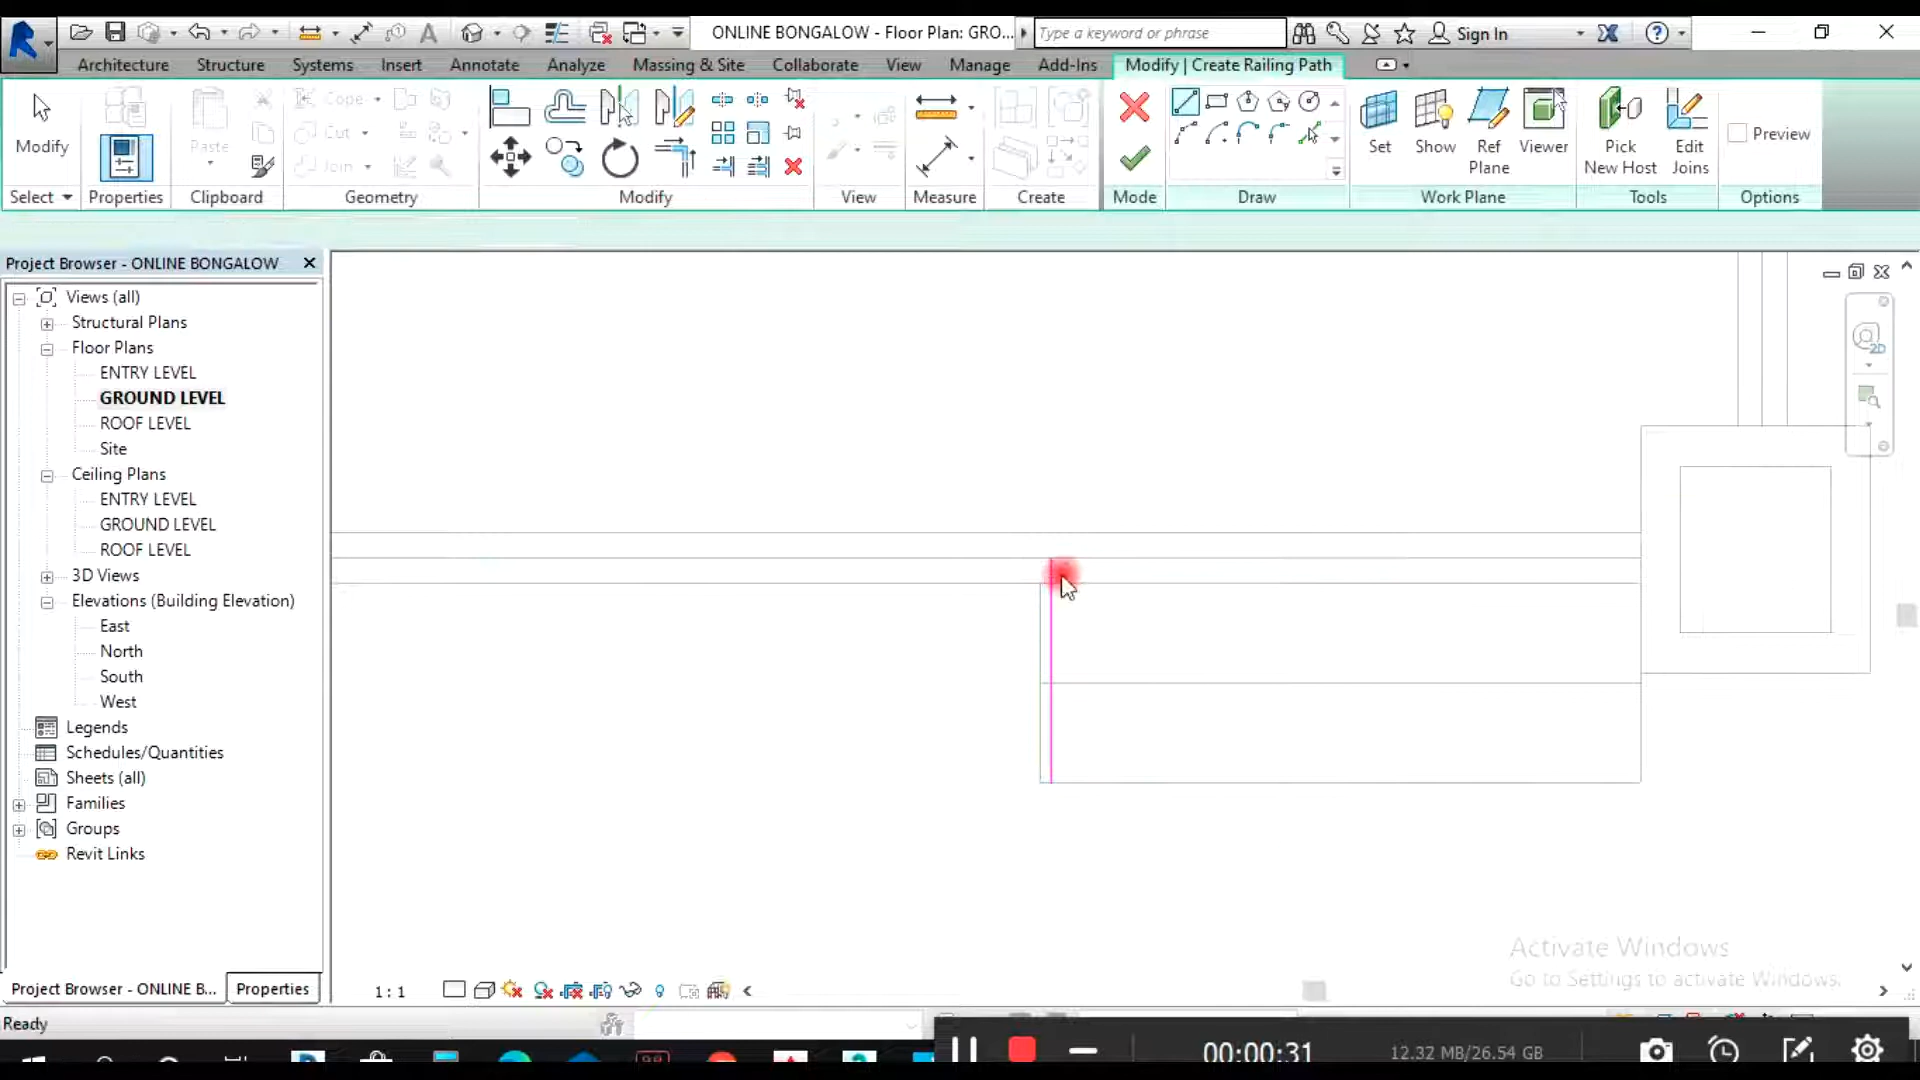 ONLINE BONGALOW - Floor Plan: GRO...
Type a keyword or phrase
Sign In
Architecture
Structure
Systems
Insert
Annotate
Analyze
Massing & Site
Collaborate
View
Manage
Add-Ins
Modify | Create Railing Path
Modify
Paste
Cope
Cut
Join
Set
Show
Ref Plane
Viewer
Pick New Host
Edit Joins
Preview
Select
Properties
Clipboard
Geometry
Modify
View
Measure
Create
Mode
Draw
Work Plane
Tools
Options
Project Browser - ONLINE BONGALOW
Views (all)
Structural Plans
Floor Plans
ENTRY LEVEL
GROUND LEVEL
ROOF LEVEL
Site
Ceiling Plans
ENTRY LEVEL
GROUND LEVEL
ROOF LEVEL
3D Views
Elevations (Building Elevation)
East
North
South
West
Legends
Schedules/Quantities
Sheets (all)
Families
Groups
Revit Links
2D
Activate Windows
Go to Settings to activate Windows.
Project Browser - ONLINE B...
Properties
1 : 1
Ready
00:00:31
12.32 MB/26.54 GB